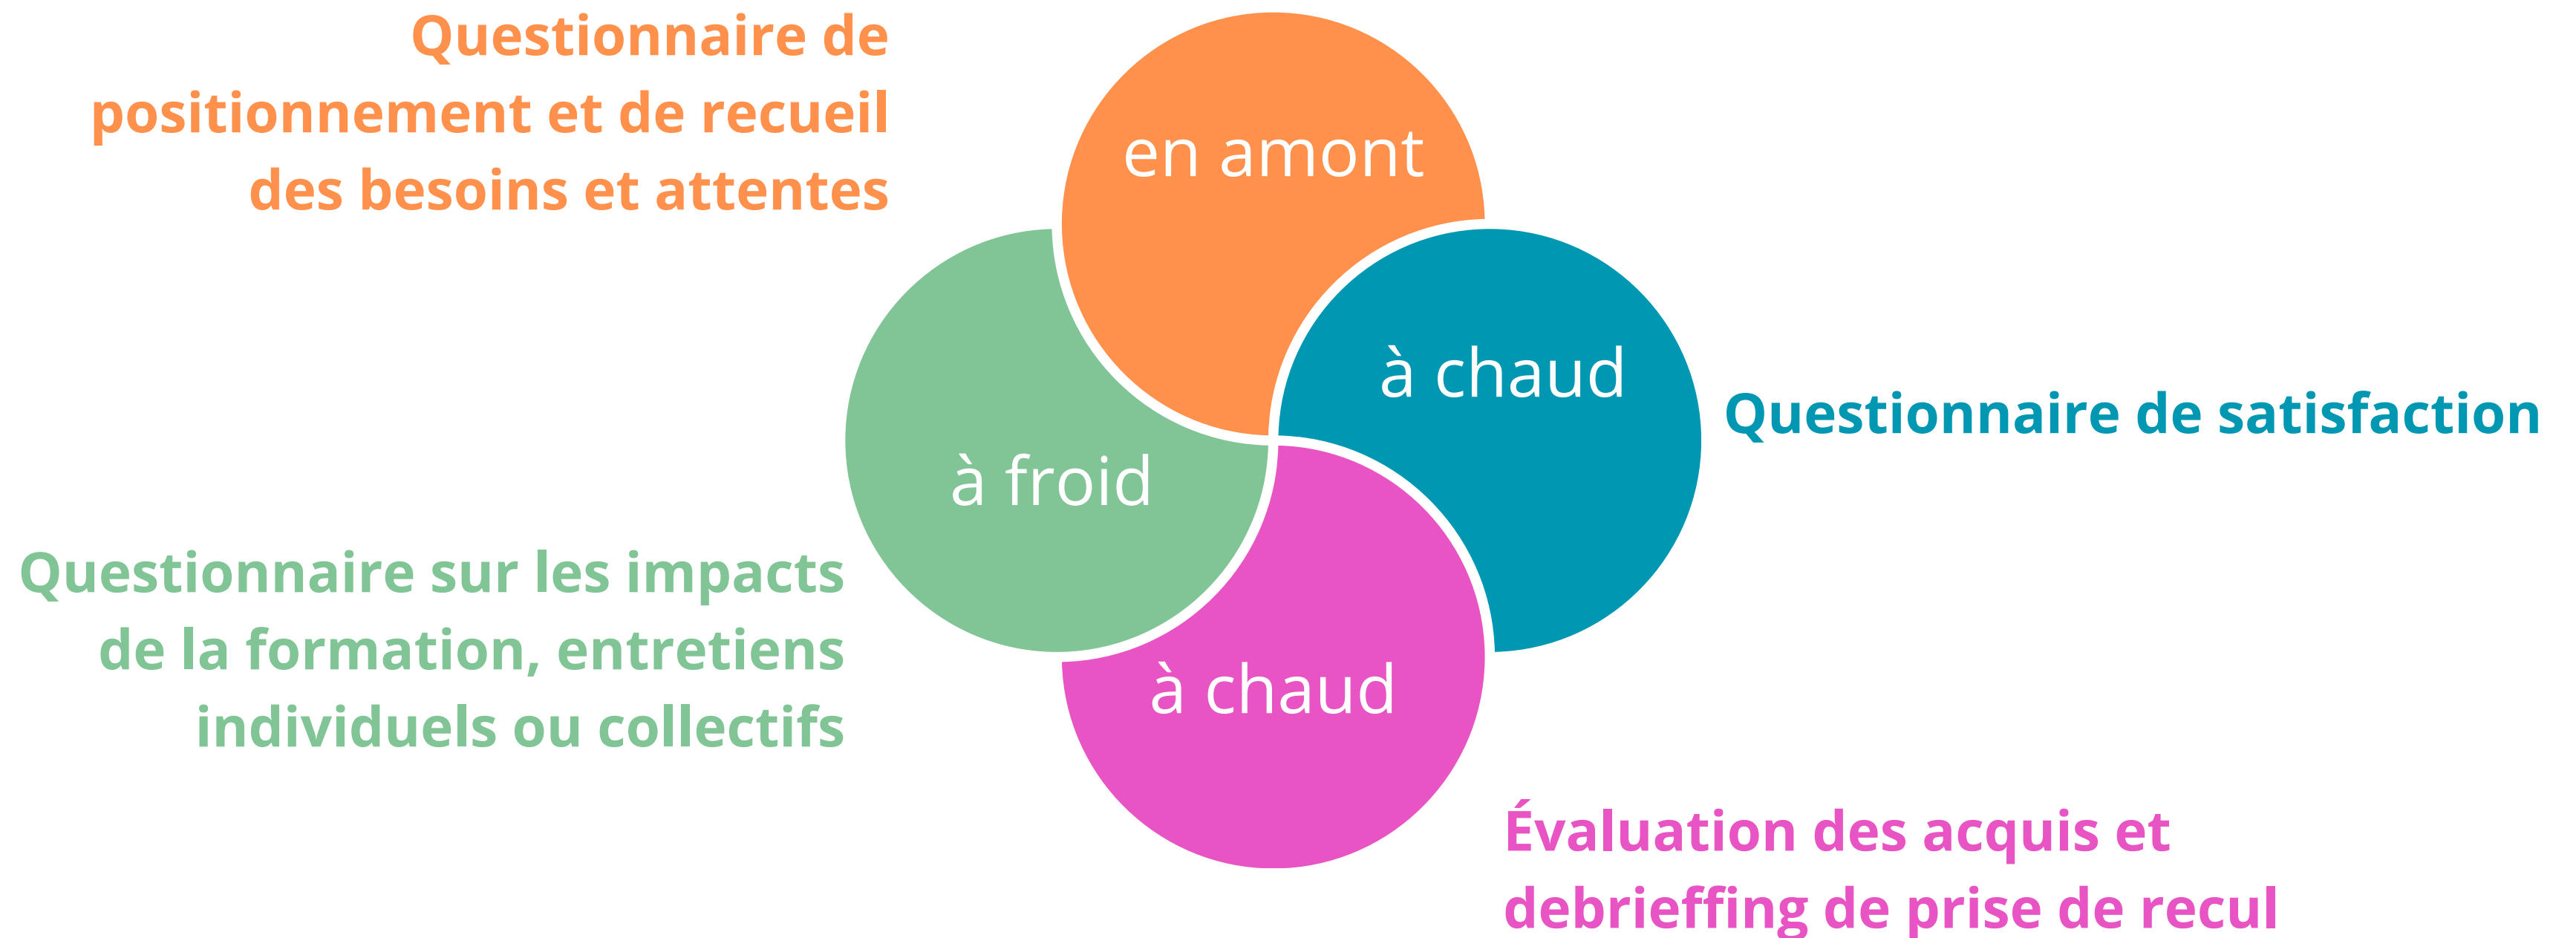 Questionnaire de
positionnement et de recueil
des besoins et attentes
en amont
à chaud
Questionnaire de satisfaction
à froid
Questionnaire sur les impacts
de la formation, entretiens
individuels ou collectifs
à chaud
Évaluation des acquis et
debrieffing de prise de recul